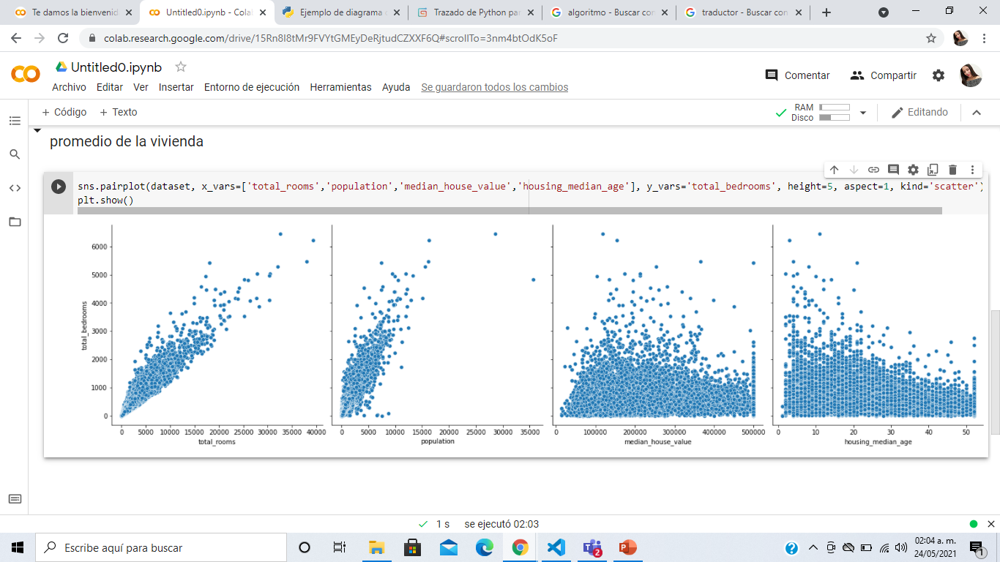 Te damos la bienvenid
Untitled0.ipynb - Cola
Ejemplo de diagrama
Trazado de Python par
algoritmo - Buscar con
traductor - Buscar con
colab.research.google.com/drive/15Rn8I8tMr9FVYtGMEyDeRjtudCZXXF6Q#scrollTo=3nm4btOdK5oF
Untitled0.ipynb
Archivo Editar Ver Insertar Entorno de ejecución Herramientas Ayuda Se guardaron todos los cambios
Comentar Compartir
+ Código + Texto
RAM
Disco
Editando
promedio de la vivienda
sns.pairplot(dataset, x_vars=['total_rooms','population','median_house_value','housing_median_age'], y_vars='total_bedrooms', height=5, aspect=1, kind='scatter')
plt.show()
6000
5000
4000
3000
2000
1000
0
total_bedrooms
0 5000 10000 15000 20000 25000 30000 35000 40000
total_rooms
0 5000 10000 15000 20000 25000 30000 35000
population
0 100000 200000 300000 400000 500000
median_house_value
0 10 20 30 40 50
housing_median_age
1 s se ejecutó 02:03
Escribe aquí para buscar
2
02:04 a. m.
24/05/2021
1